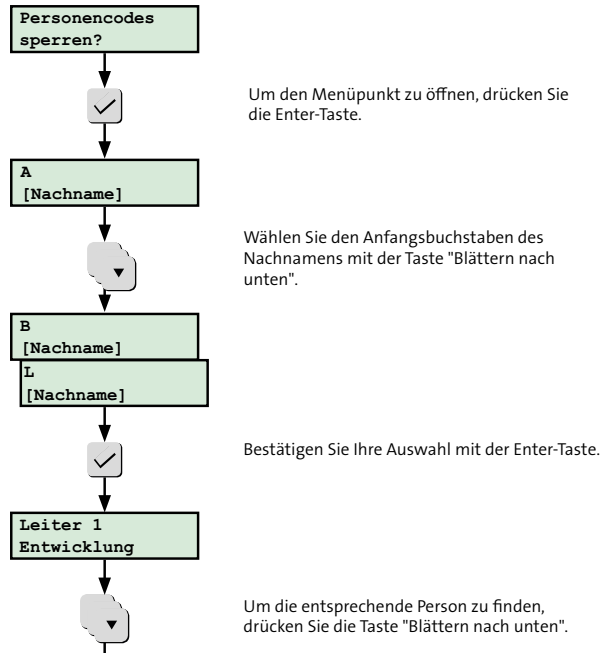 Personencodes
sperren?
Um den Menüpunkt zu öffnen, drücken Sie
die Enter-Taste.
A
[Nachname]
Wählen Sie den Anfangsbuchstaben des
Nachnamens mit der Taste "Blättern nach
unten".
B
[Nachname]
L
[Nachname]
Bestätigen Sie Ihre Auswahl mit der Enter-Taste.
Leiter 1
Entwicklung
Um die entsprechende Person zu finden,
drücken Sie die Taste "Blättern nach unten".